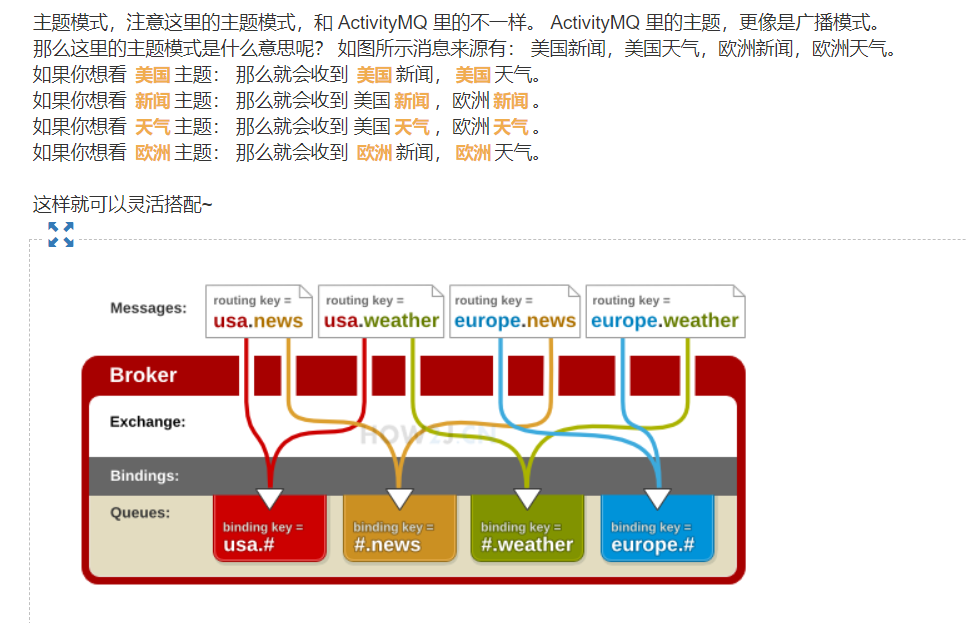 主题模式，注意这里的主题模式，和 ActivityMQ 里的不一样。 ActivityMQ 里的主题，更像是广播模式。
那么这里的主题模式是什么意思呢？ 如图所示消息来源有： 美国新闻，美国天气，欧洲新闻，欧洲天气。
如果你想看 美国 主题： 那么就会收到 美国 新闻， 美国 天气。
如果你想看 新闻 主题： 那么就会收到 美国 新闻 ，欧洲 新闻 。
如果你想看 天气 主题： 那么就会收到 美国 天气 ，欧洲 天气 。
如果你想看 欧洲 主题： 那么就会收到 欧洲 新闻， 欧洲 天气。
这样就可以灵活搭配~
Messages:
routing key =
usa.news
routing key =
usa.weather
routing key =
europe.news
routing key =
europe.weather
Broker
Exchange:
HOW2J.CN
Bindings:
Queues:
binding key =
usa.#
binding key =
#.news
binding key =
#.weather
binding key =
europe.#